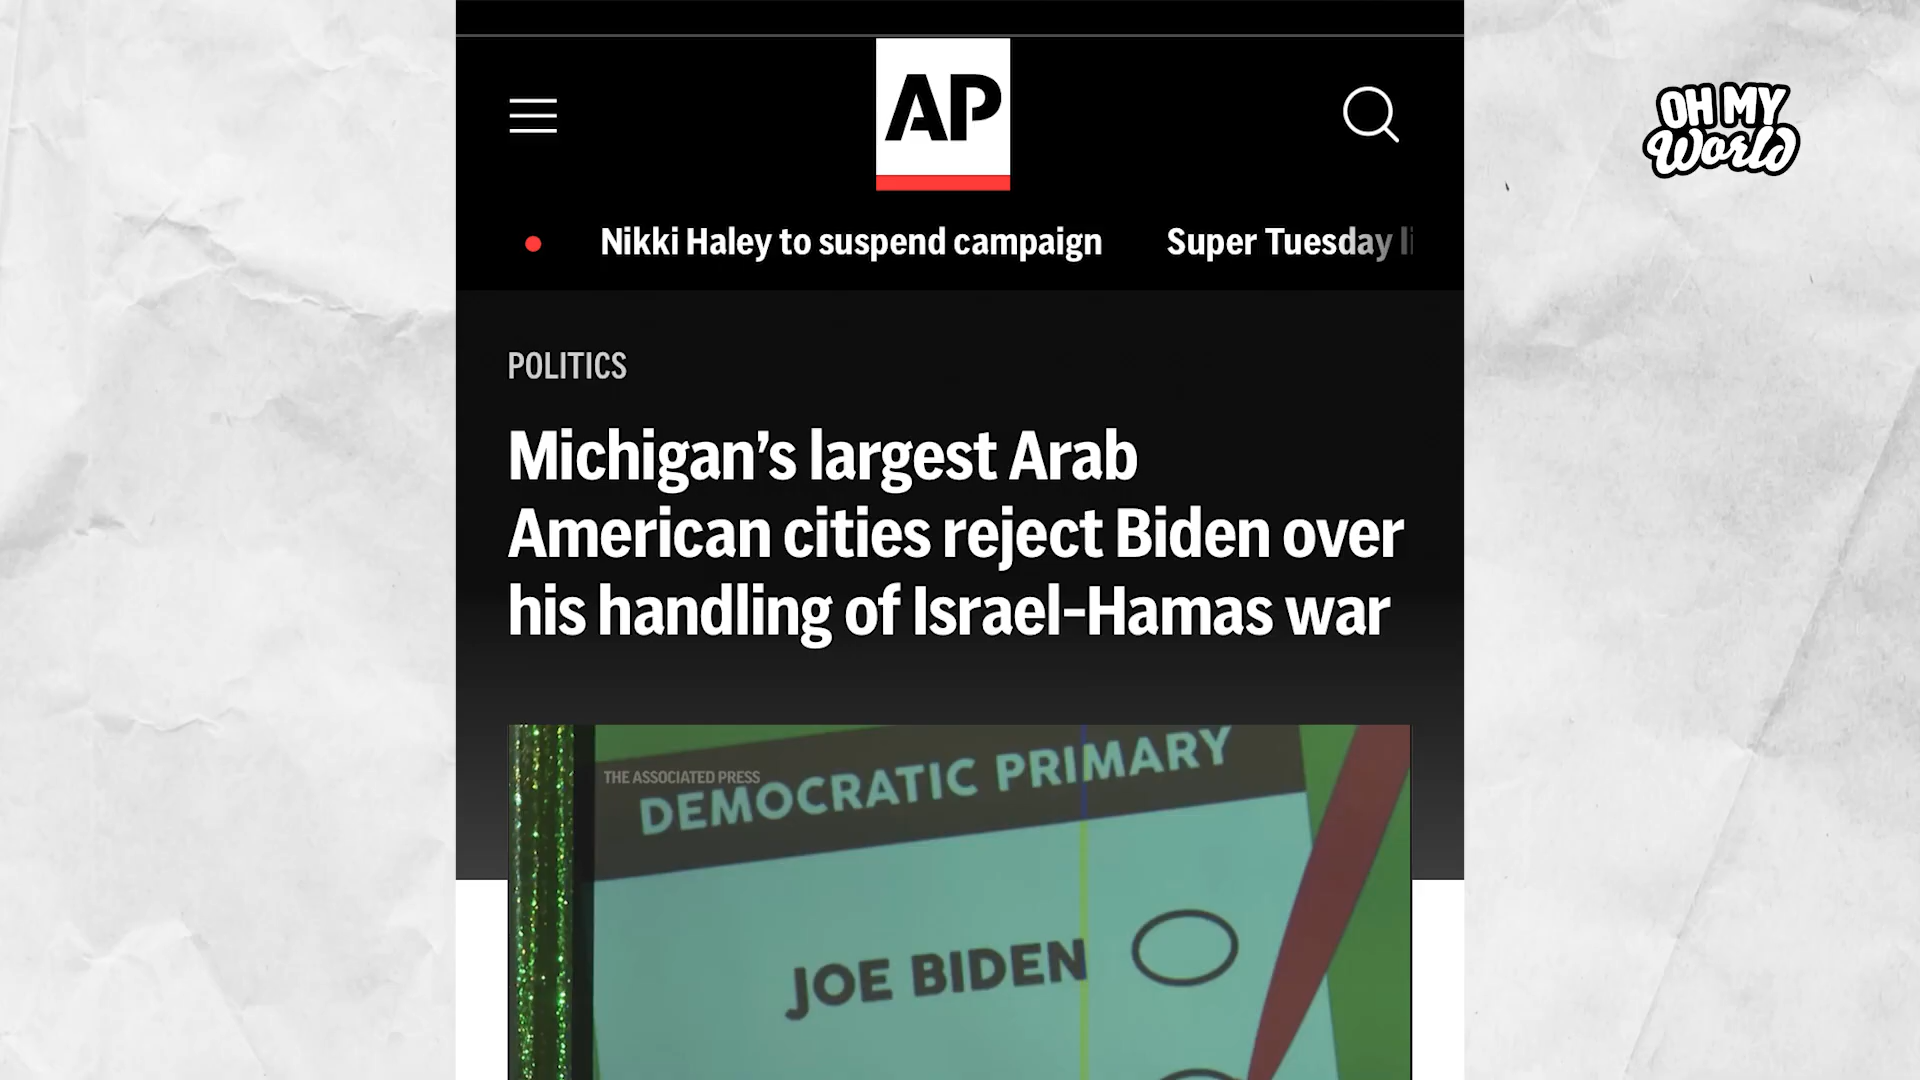 AP
OH MY
World
Nikki Haley to suspend campaign Super Tuesday
POLITICS
Michigan's largest Arab
American cities reject Biden over
his handling of Israel-Hamas war
THE ASSOCIATED PRESS
DEMOCRATIC PRIMARY
JOE BIDEN